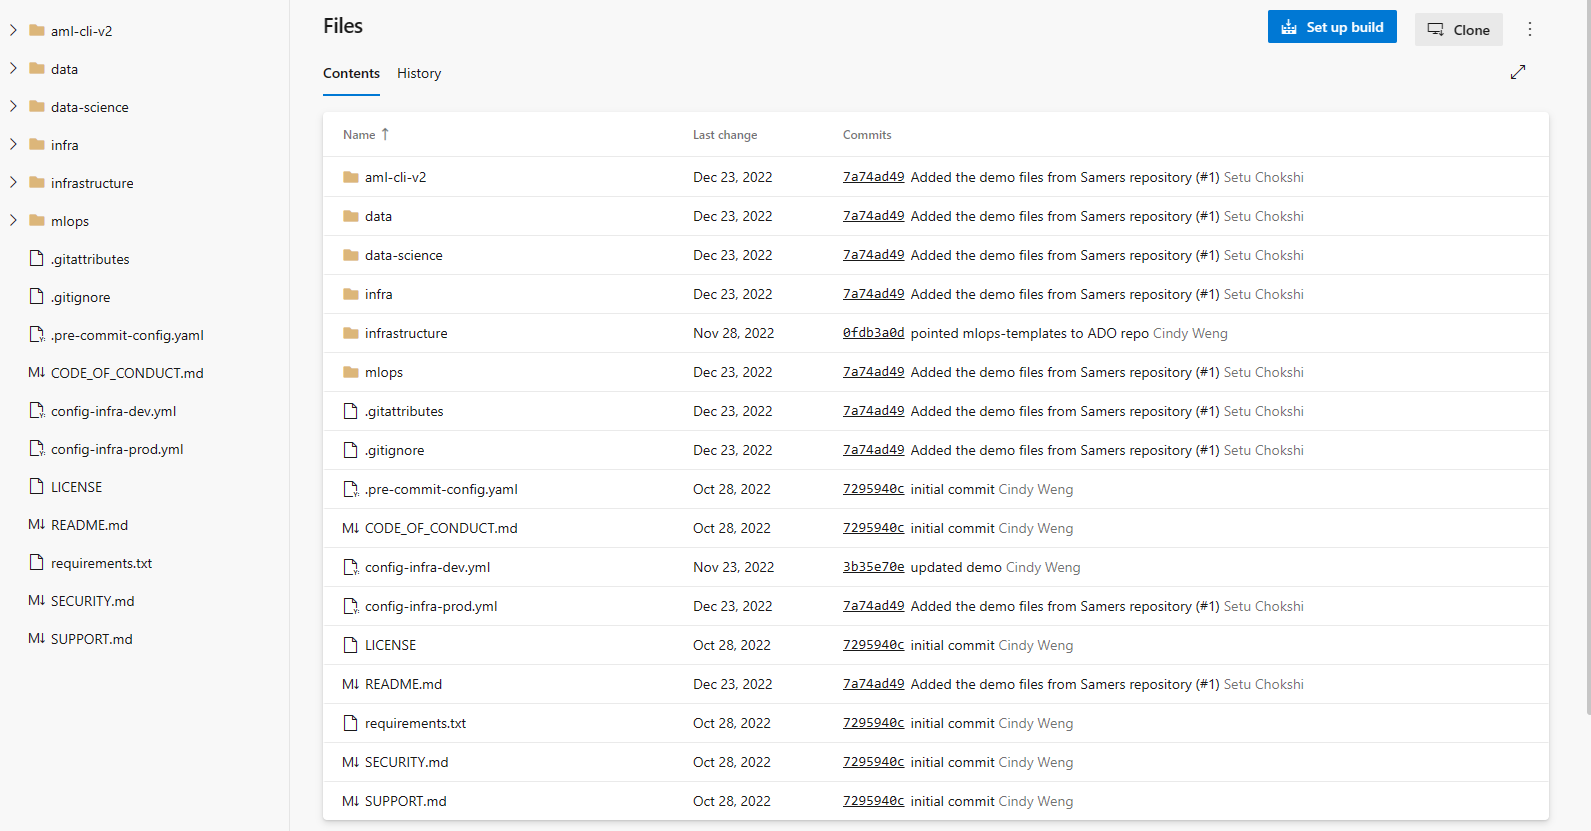 aml-cli-v2
data
data-science
infra
infrastructure
mlops
.gitattributes
.gitignore
.pre-commit-config.yaml
M↓ CODE_OF_CONDUCT.md
config-infra-dev.yml
config-infra-prod.yml
LICENSE
M↓ README.md
requirements.txt
M↓ SECURITY.md
M↓ SUPPORT.md
Files
Set up build
Clone
Contents History
Name ↑ Last change Commits
aml-cli-v2 Dec 23, 2022 7a74ad49 Added the demo files from Samers repository (#1) Setu Chokshi
data Dec 23, 2022 7a74ad49 Added the demo files from Samers repository (#1) Setu Chokshi
data-science Dec 23, 2022 7a74ad49 Added the demo files from Samers repository (#1) Setu Chokshi
infra Dec 23, 2022 7a74ad49 Added the demo files from Samers repository (#1) Setu Chokshi
infrastructure Nov 28, 2022 0fdb3a0d pointed mlops-templates to ADO repo Cindy Weng
mlops Dec 23, 2022 7a74ad49 Added the demo files from Samers repository (#1) Setu Chokshi
.gitattributes Dec 23, 2022 7a74ad49 Added the demo files from Samers repository (#1) Setu Chokshi
.gitignore Dec 23, 2022 7a74ad49 Added the demo files from Samers repository (#1) Setu Chokshi
.pre-commit-config.yaml Oct 28, 2022 7295940c initial commit Cindy Weng
M↓ CODE_OF_CONDUCT.md Oct 28, 2022 7295940c initial commit Cindy Weng
config-infra-dev.yml Nov 23, 2022 3b35e70e updated demo Cindy Weng
config-infra-prod.yml Dec 23, 2022 7a74ad49 Added the demo files from Samers repository (#1) Setu Chokshi
LICENSE Oct 28, 2022 7295940c initial commit Cindy Weng
M↓ README.md Dec 23, 2022 7a74ad49 Added the demo files from Samers repository (#1) Setu Chokshi
requirements.txt Oct 28, 2022 7295940c initial commit Cindy Weng
M↓ SECURITY.md Oct 28, 2022 7295940c initial commit Cindy Weng
M↓ SUPPORT.md Oct 28, 2022 7295940c initial commit Cindy Weng